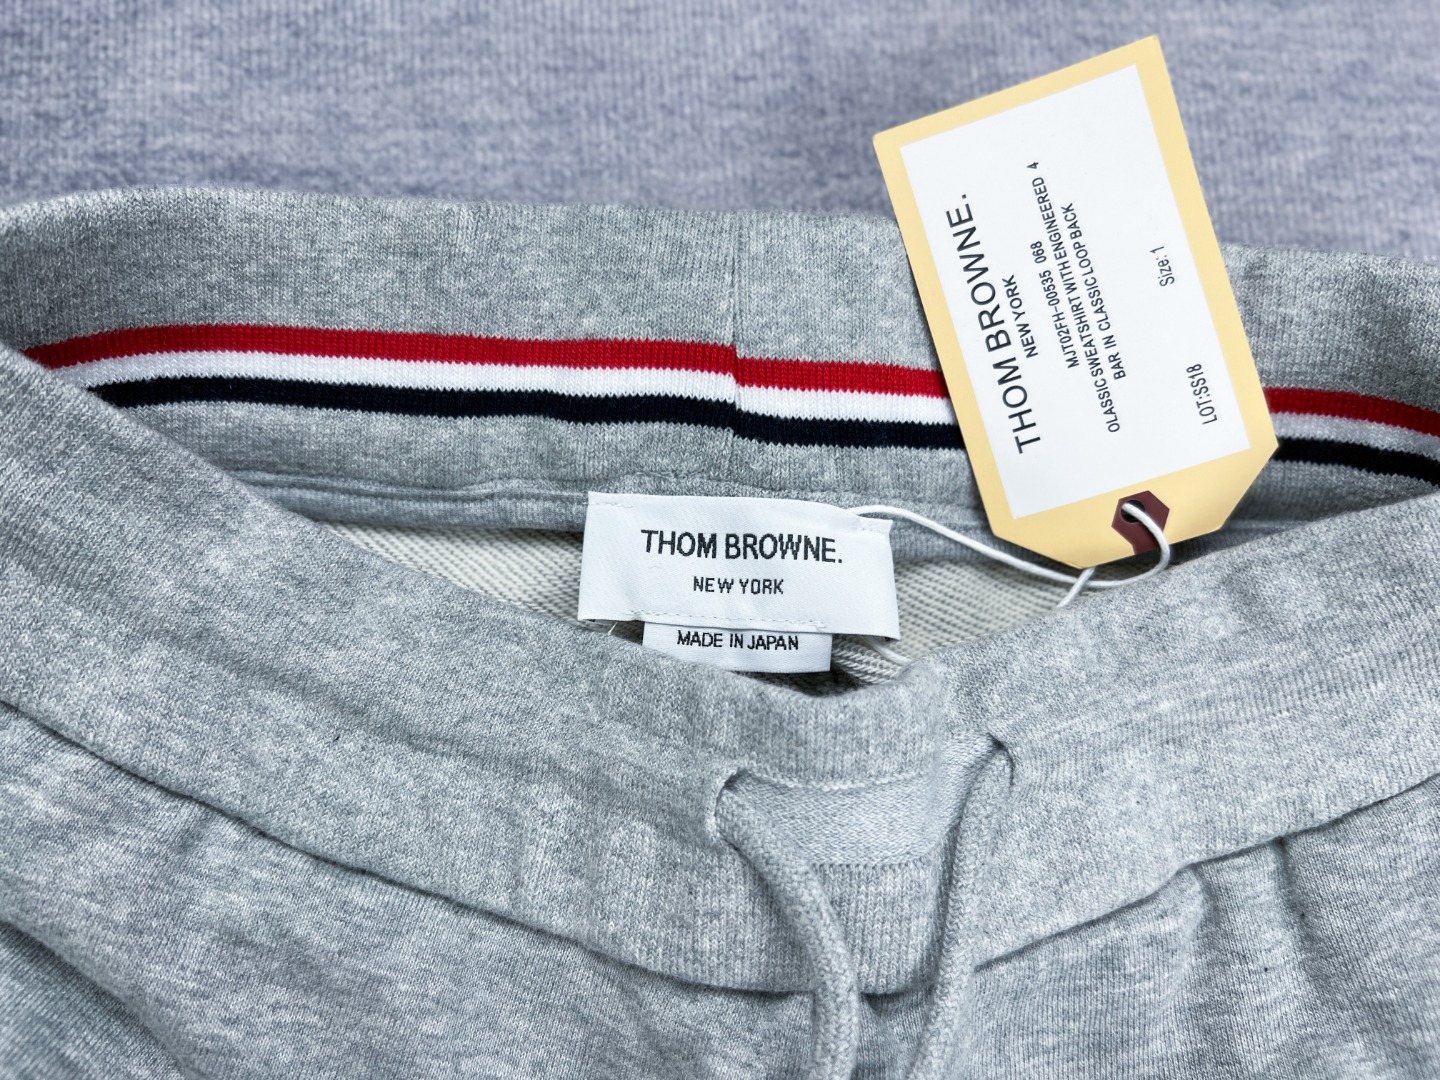 THOM BROWNE.
NEW YORK
MJT02FH-00535 068
OLASSIC SWEATSHIRT WITH ENGINEERED 4
BAR IN CLASSIC LOOP BACK
Size: 1
LOT:SS18
THOM BROWNE.
NEW YORK
MADE IN JAPAN